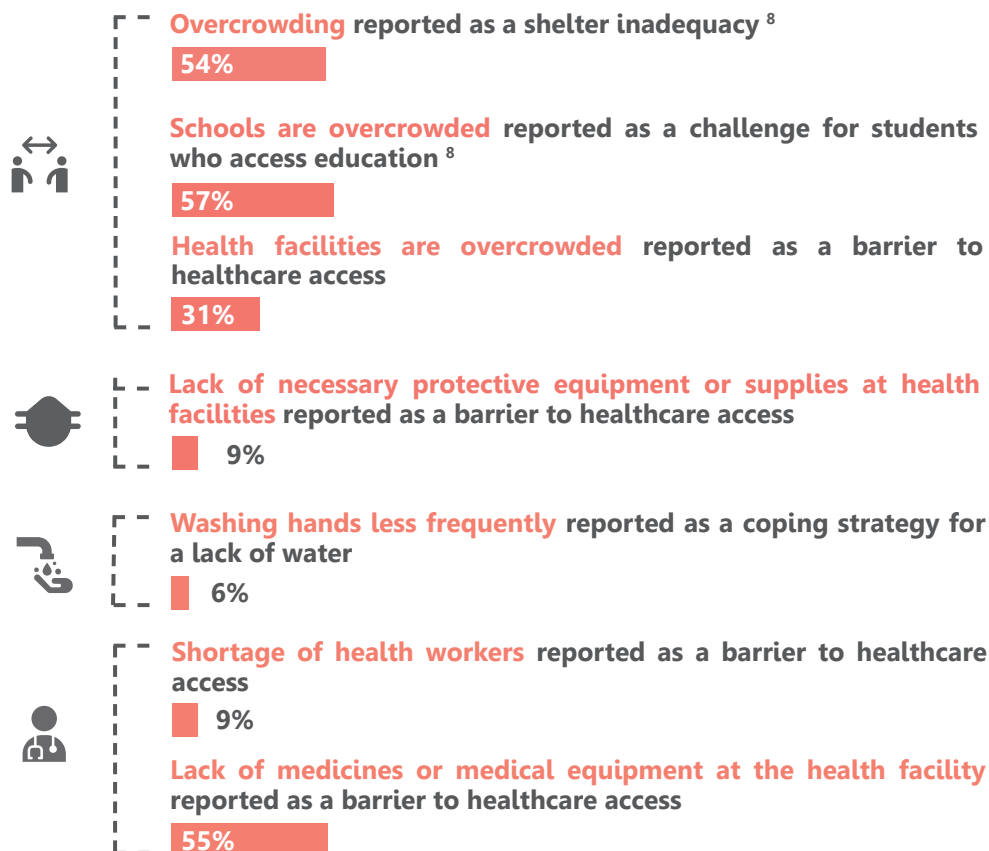 Overcrowding reported as a shelter inadequacy 8
54%
Schools are overcrowded reported as a challenge for students
who access education 8
57%
Health facilities are overcrowded reported as a barrier to
healthcare access
31%
Lack of necessary protective equipment or supplies at health
facilities reported as a barrier to healthcare access
9%
Washing hands less frequently reported as a coping strategy for
a lack of water
6%
Shortage of health workers reported as a barrier to healthcare
access
9%
Lack of medicines or medical equipment at the health facility
reported as a barrier to healthcare access
55%